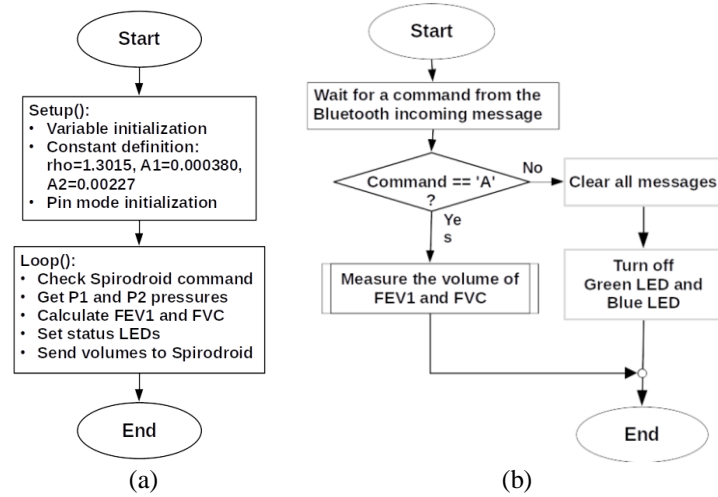 Start
Setup():
• Variable initialization
• Constant definition:
rho=1.3015, A1=0.000380,
A2=0.00227
• Pin mode initialization
Loop():
• Check Spirodroid command
• Get P1 and P2 pressures
• Calculate FEV1 and FVC
• Set status LEDs
• Send volumes to Spirodroid
End
(a)
Start
Wait for a command from the
Bluetooth incoming message
Command == 'A'
?
No
Ye
s
Clear all messages
Measure the volume of
FEV1 and FVC
Turn off
Green LED and
Blue LED
End
(b)